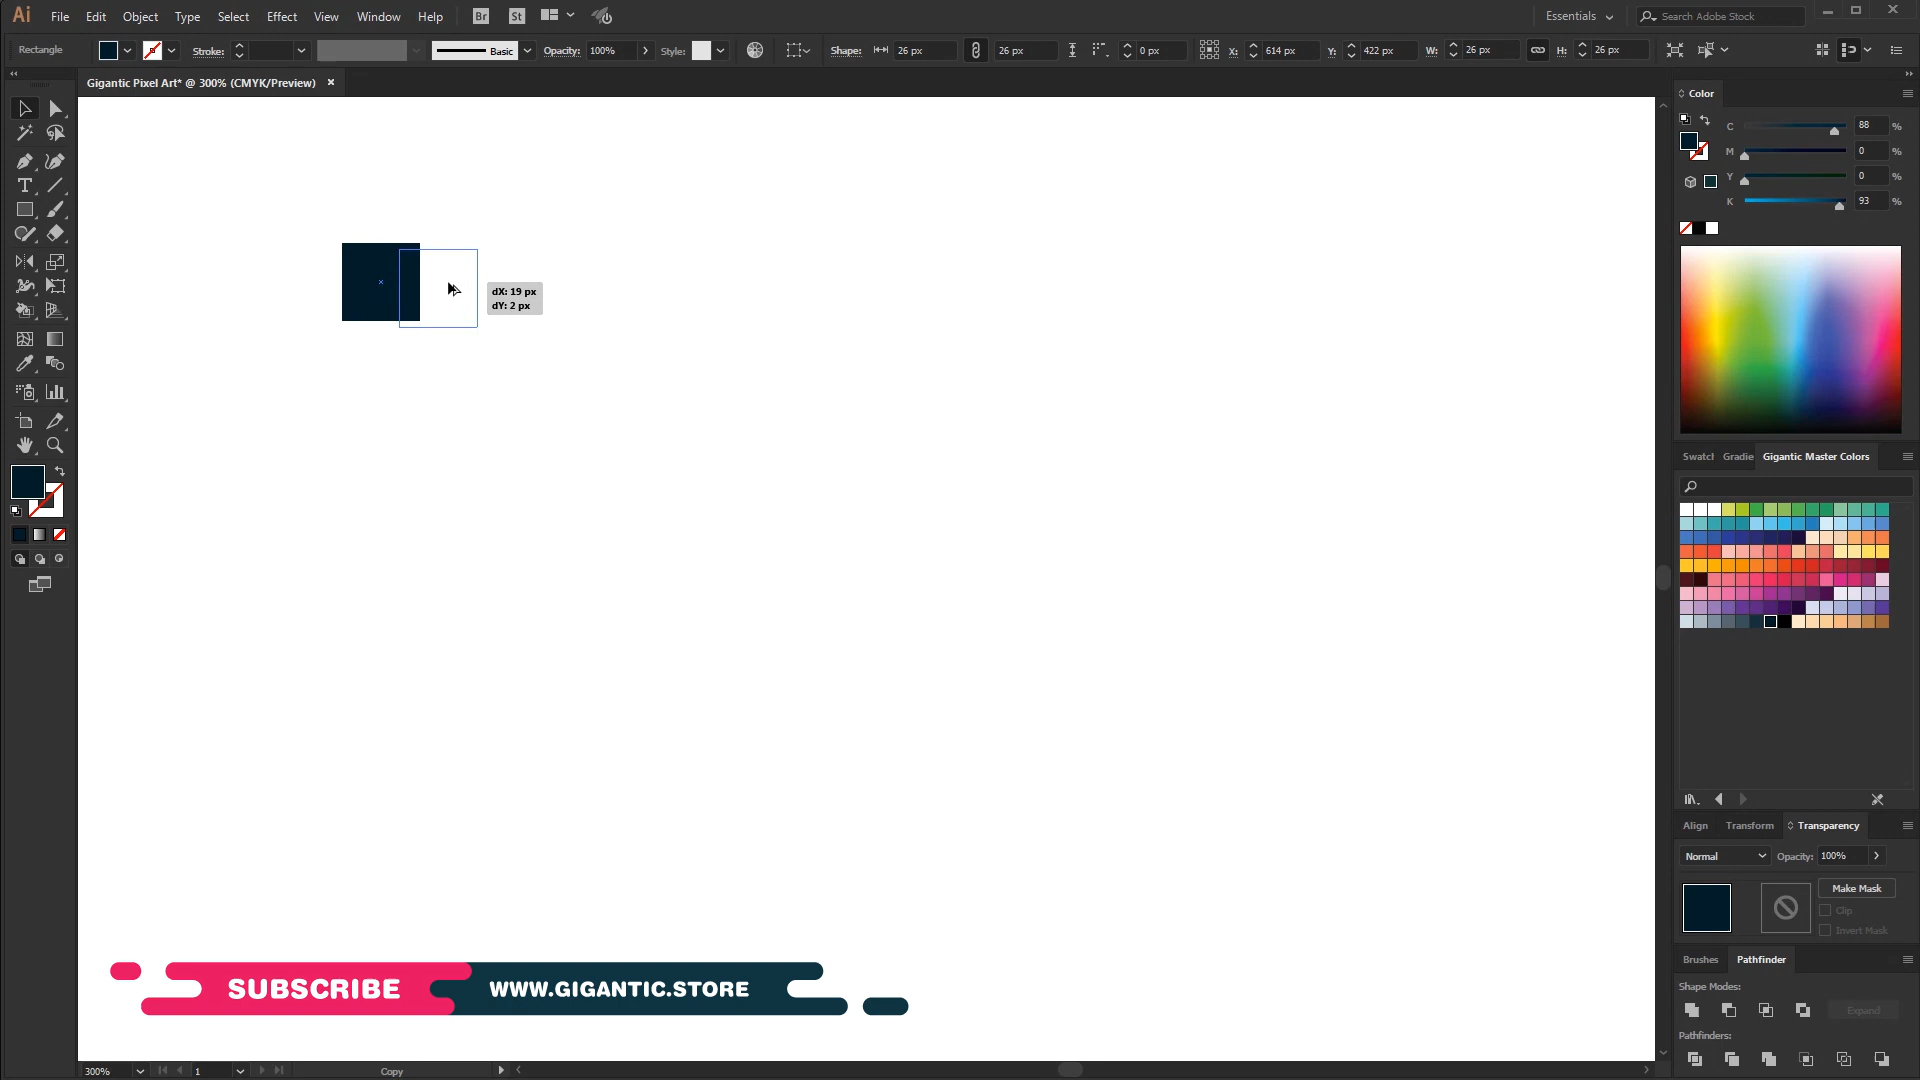 Ai File Edit Object Type Select Effect View Window Help Br St Essentials Search Adobe Stock
Rectangle Stroke: Basic Opacity: 100% Style: Shape: 26 px 26 px 0 px X: 614 px Y: 422 px W: 26 px H: 26 px
Gigantic Pixel Art* @ 300% (CMYK/Preview)
Color
C 88 %
M 0 %
Y 0 %
K 93 %
dX: 19 px
dY: 2 px
Swatcl Gradie Gigantic Master Colors
Align Transform Transparency
Normal Opacity: 100%
Make Mask
Clip
Invert Mask
Brushes Pathfinder
Shape Modes:
Expand
Pathfinders:
SUBSCRIBE WWW.GIGANTIC.STORE
300% 1 Copy